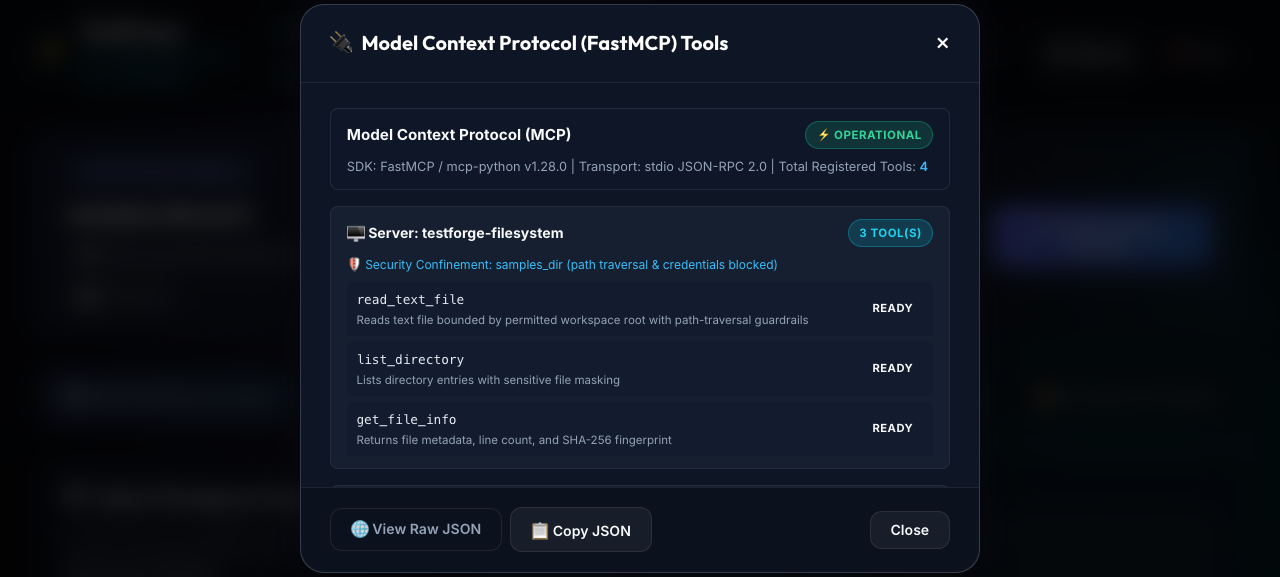 Model Context Protocol (FastMCP) Tools
Model Context Protocol (MCP)
OPERATIONAL
SDK: FastMCP / mcp-python v1.28.0 | Transport: stdio JSON-RPC 2.0 | Total Registered Tools: 4
Server: testforge-filesystem
3 TOOL(S)
Security Confinement: samples_dir (path traversal & credentials blocked)
read_text_file
Reads text file bounded by permitted workspace root with path-traversal guardrails
READY
list_directory
Lists directory entries with sensitive file masking
READY
get_file_info
Returns file metadata, line count, and SHA-256 fingerprint
READY
View Raw JSON
Copy JSON
Close